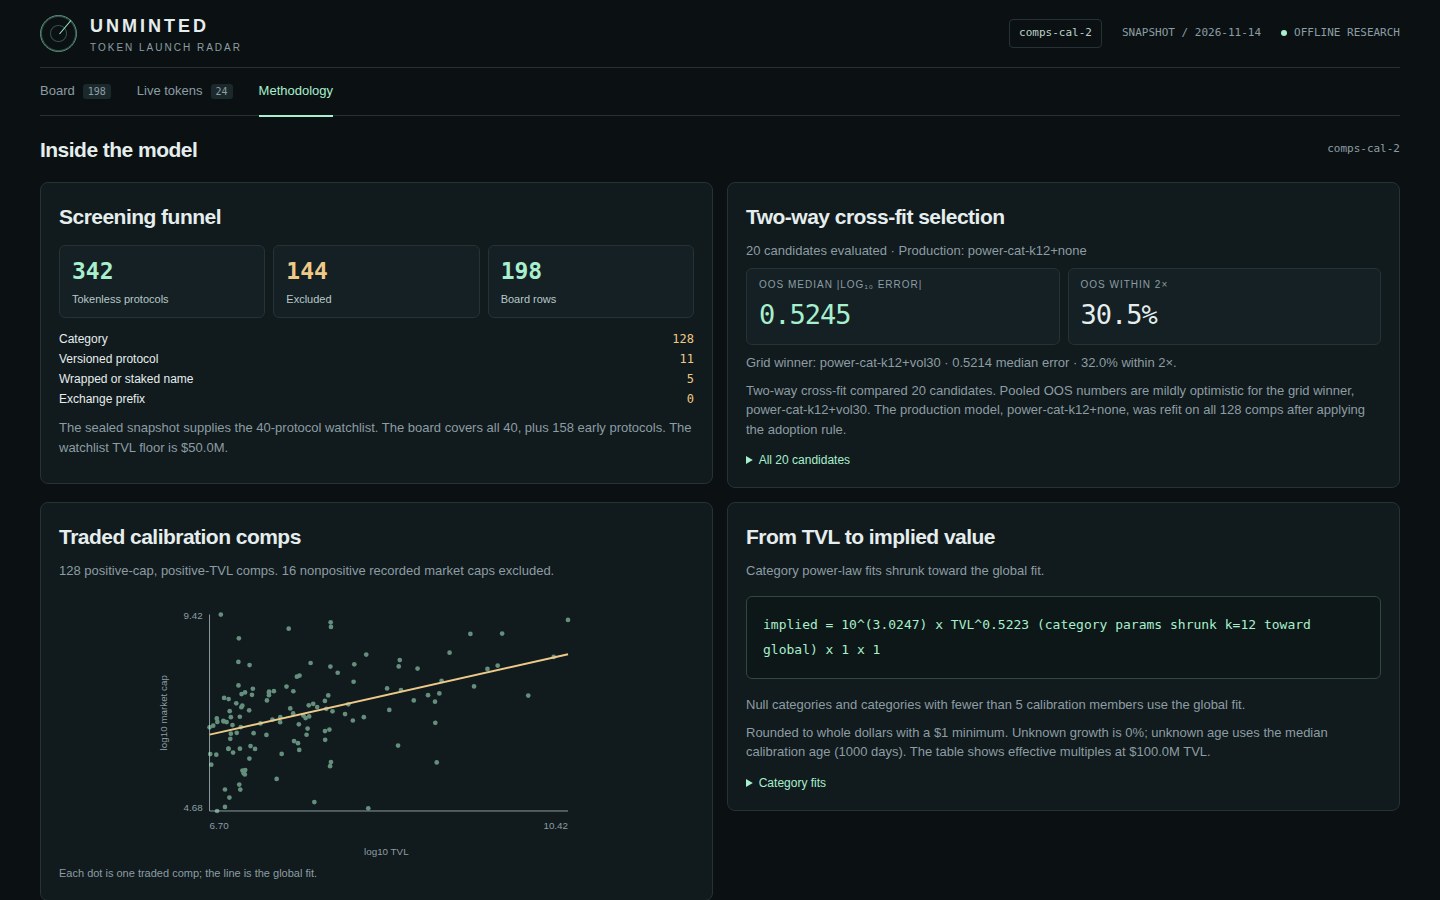 UNMINTED
TOKEN LAUNCH RADAR
comps-cal-2
SNAPSHOT / 2026-11-14
OFFLINE RESEARCH
Board 198
Live tokens 24
Methodology
Inside the model
comps-cal-2
Screening funnel
342
Tokenless protocols
144
Excluded
198
Board rows
Category 128
Versioned protocol 11
Wrapped or staked name 5
Exchange prefix 0
The sealed snapshot supplies the 40-protocol watchlist. The board covers all 40, plus 158 early protocols. The
watchlist TVL floor is $50.0M.
Two-way cross-fit selection
20 candidates evaluated · Production: power-cat-k12+none
OOS MEDIAN |LOG₁₀ ERROR|
0.5245
OOS WITHIN 2×
30.5%
Grid winner: power-cat-k12+vol30 · 0.5214 median error · 32.0% within 2×.
Two-way cross-fit compared 20 candidates. Pooled OOS numbers are mildly optimistic for the grid winner,
power-cat-k12+vol30. The production model, power-cat-k12+none, was refit on all 128 comps after applying
the adoption rule.
▶ All 20 candidates
Traded calibration comps
128 positive-cap, positive-TVL comps. 16 nonpositive recorded market caps excluded.
9.42
log10 market cap
4.68
6.70
10.42
log10 TVL
Each dot is one traded comp; the line is the global fit.
From TVL to implied value
Category power-law fits shrunk toward the global fit.
implied = 10^(3.0247) x TVL^0.5223 (category params shrunk k=12 toward
global) x 1 x 1
Null categories and categories with fewer than 5 calibration members use the global fit.
Rounded to whole dollars with a $1 minimum. Unknown growth is 0%; unknown age uses the median
calibration age (1000 days). The table shows effective multiples at $100.0M TVL.
▶ Category fits